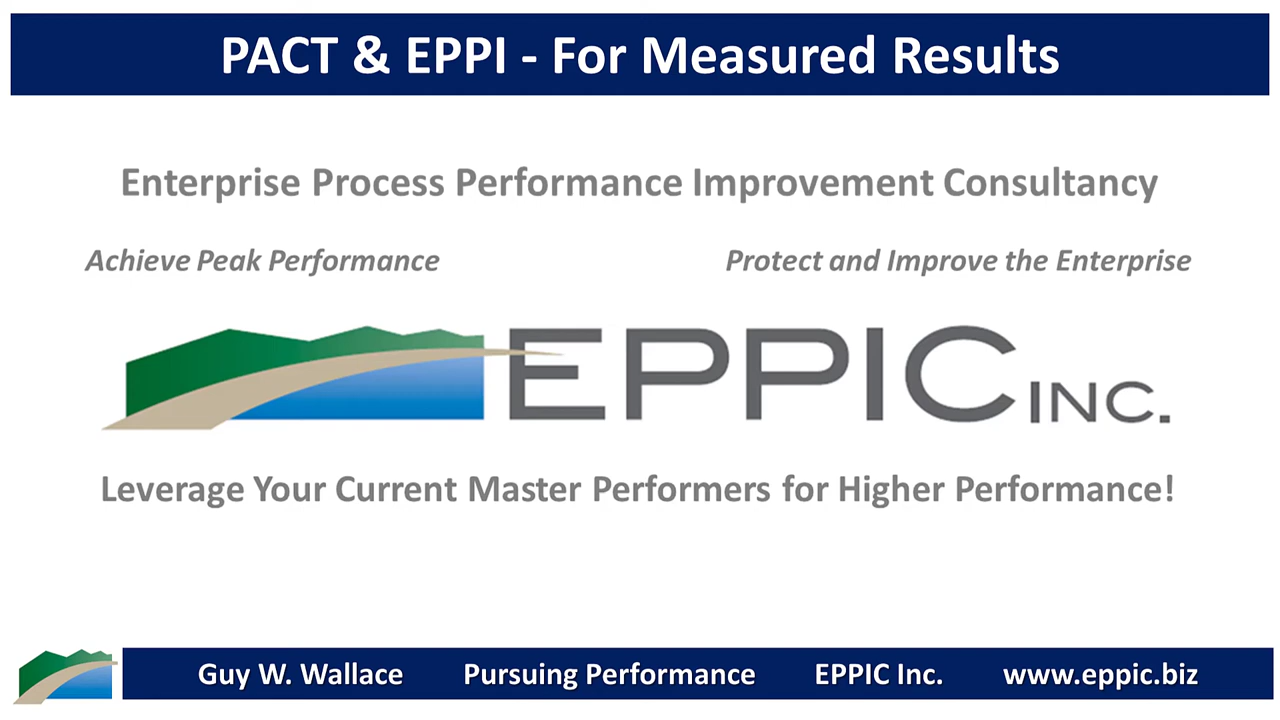 PACT & EPPI - For Measured Results
Enterprise Process Performance Improvement Consultancy
Achieve Peak Performance Protect and Improve the Enterprise
EPPIC INC.
Leverage Your Current Master Performers for Higher Performance!
Guy W. Wallace Pursuing Performance EPPIC Inc. www.eppic.biz